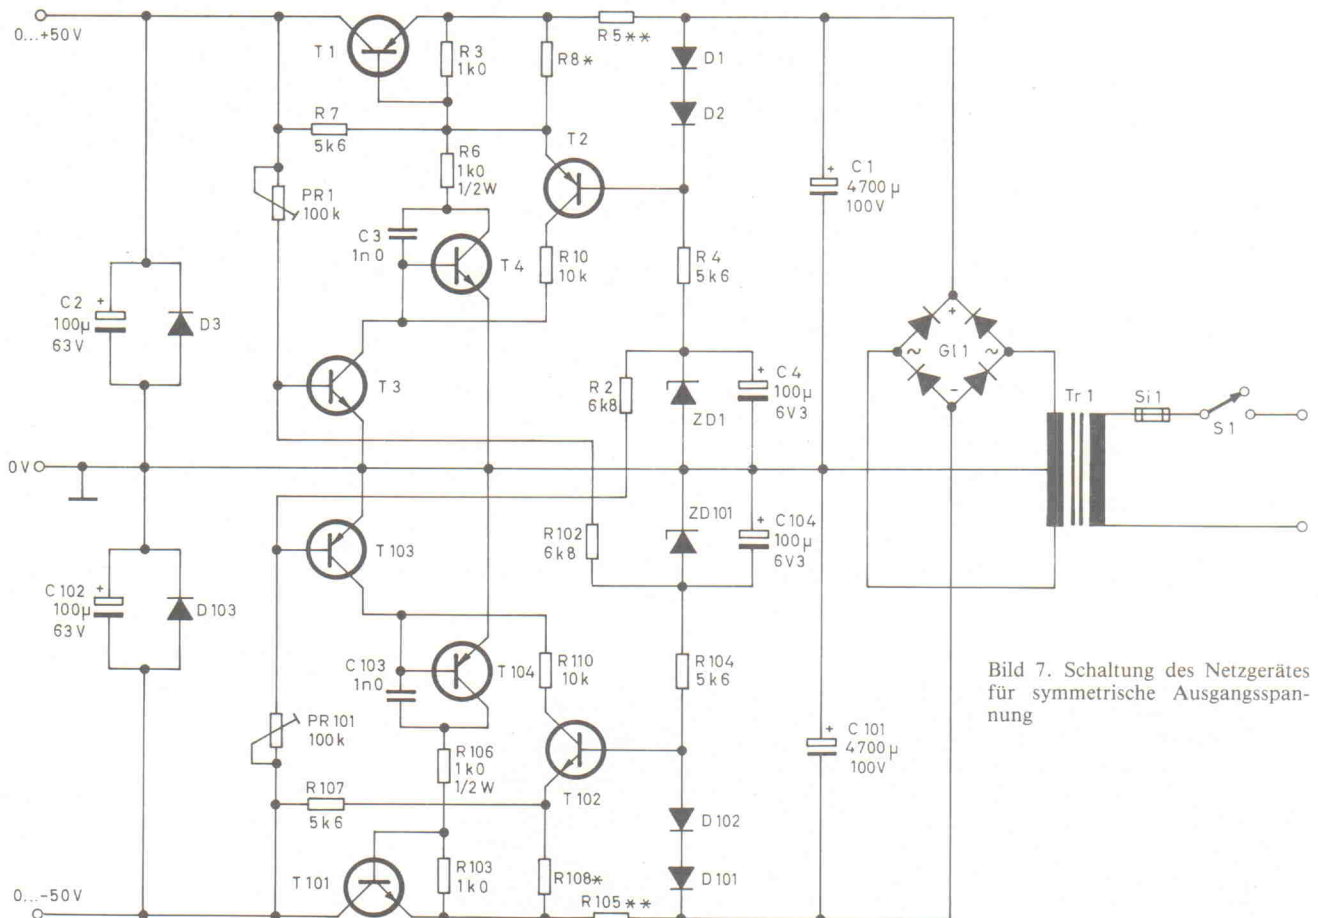 0...+50V
T1
R3
1k0
R8*
R5**
D1
D2
R7
5k6
T2
R6
1k0
1/2W
C1
4700µ
100V
PR1
100k
C3
1n0
T4
R10
10k
R4
5k6
C2
100µ
63V
D3
+
~
Gl1
~
-
T3
R2
6k8
ZD1
C4
100µ
6V3
Tr1
Si1
S1
0V
R102
6k8
ZD101
C104
100µ
6V3
T103
C102
100µ
63V
D103
C103
1n0
T104
R110
10k
R104
5k6
Bild 7. Schaltung des Netzgerätes
für symmetrische Ausgangsspan-
nung
PR101
100k
R106
1k0
1/2W
C101
4700µ
100V
R107
5k6
T102
D102
T101
R103
1k0
R108*
D101
R105**
0...-50V